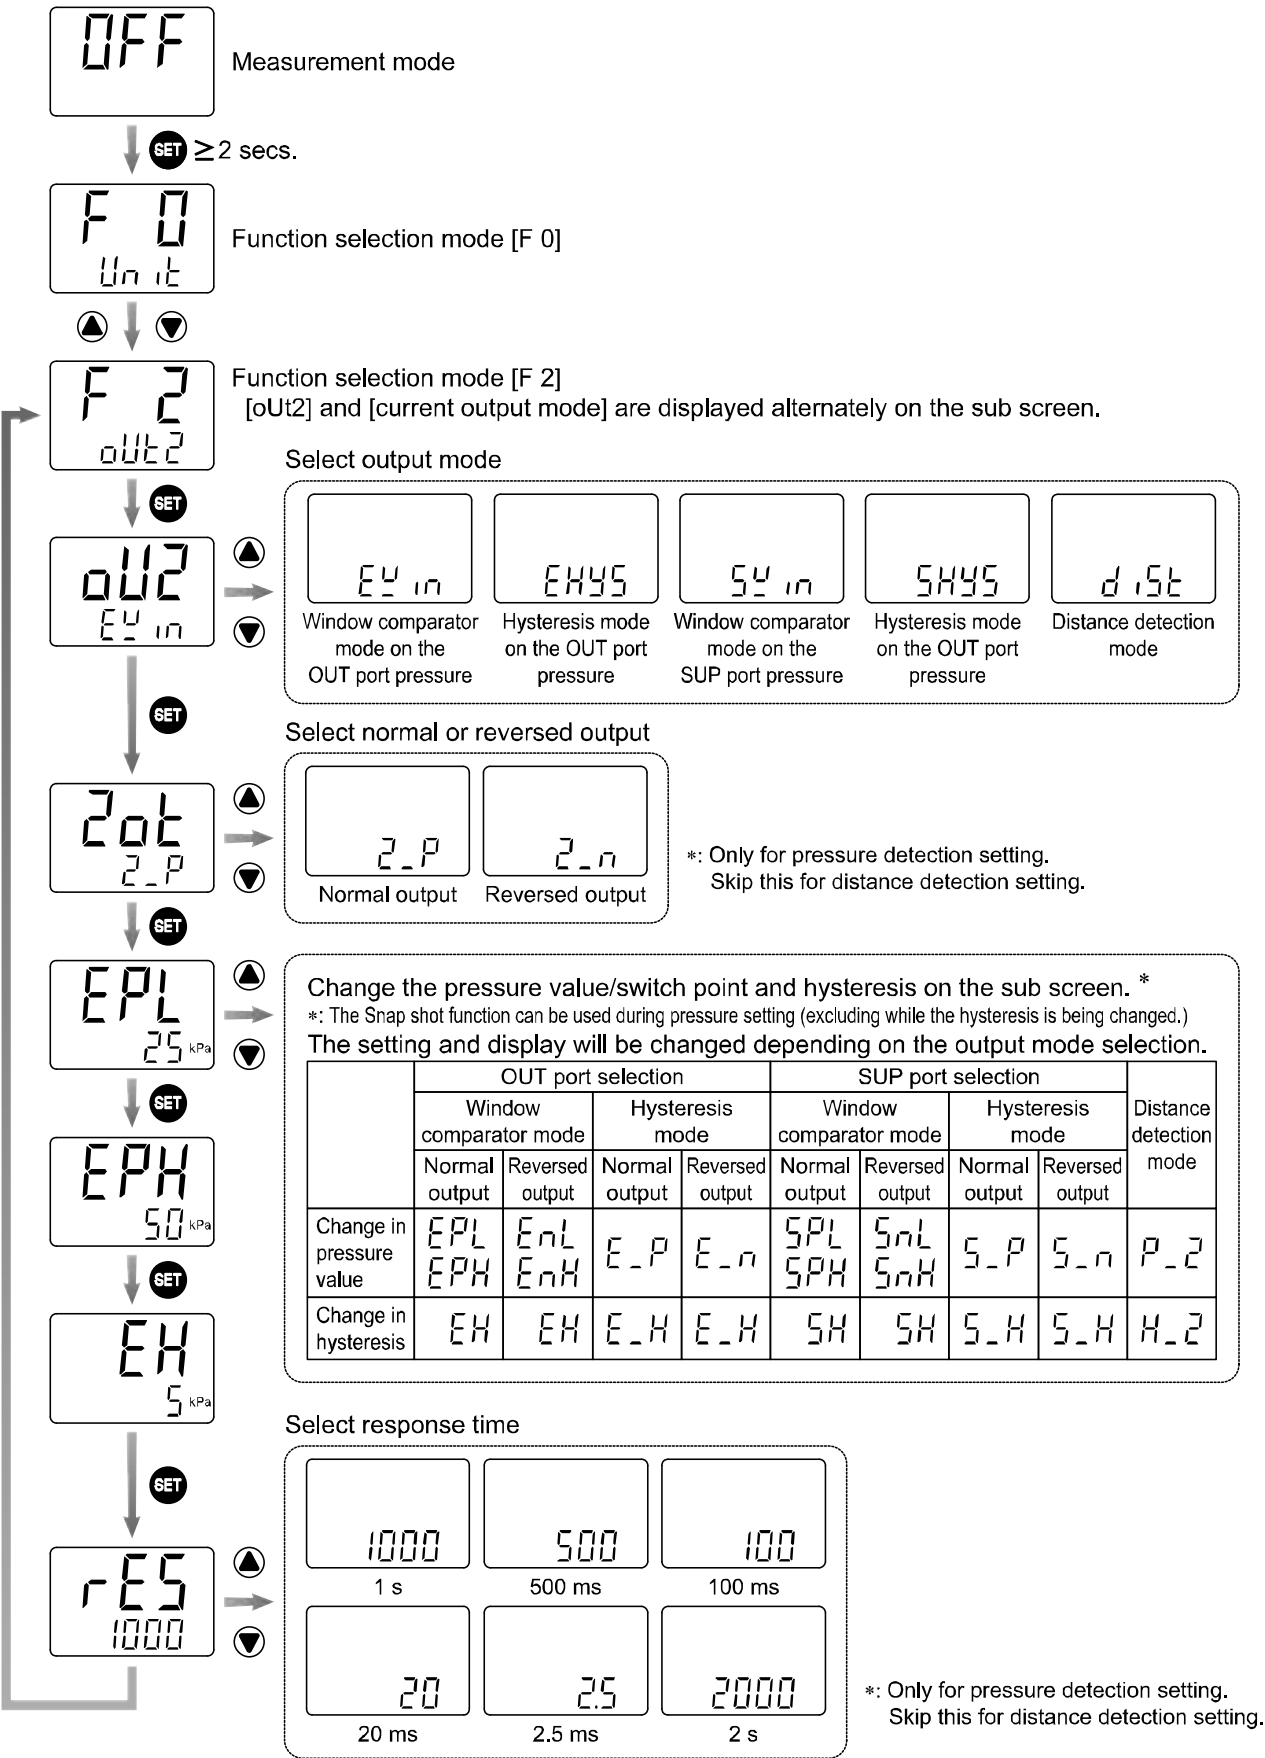 OFF
Measurement mode
SET ≥2 secs.
F 0
Unit
Function selection mode [F 0]
F 2
oUt2
Function selection mode [F 2]
[oUt2] and [current output mode] are displayed alternately on the sub screen.
SET
Select output mode
oU2
Eyin
Eyin
EHYS
Syin
SHYS
diSt
Window comparator
mode on the
OUT port pressure
Hysteresis mode
on the OUT port
pressure
Window comparator
mode on the
SUP port pressure
Hysteresis mode
on the OUT port
pressure
Distance detection
mode
SET
Select normal or reversed output
2ot
2_P
2_P
2_n
Normal output
Reversed output
*: Only for pressure detection setting.
Skip this for distance detection setting.
SET
EPL
25 kPa
Change the pressure value/switch point and hysteresis on the sub screen. *
*: The Snap shot function can be used during pressure setting (excluding while the hysteresis is being changed.)
The setting and display will be changed depending on the output mode selection.
SET
EPH
50 kPa
SET
EH
5 kPa
OUT port selection
SUP port selection
Distance
detection
mode
Window
comparator mode
Hysteresis
mode
Window
comparator mode
Hysteresis
mode
Normal
output
Reversed
output
Normal
output
Reversed
output
Normal
output
Reversed
output
Normal
output
Reversed
output
Change in
pressure
value
EPL
EPH
EnL
EnH
E_P
E_n
SPL
SPH
SnL
SnH
S_P
S_n
P_2
Change in
hysteresis
EH
EH
E_H
E_H
SH
SH
S_H
S_H
H_2
SET
Select response time
rES
1000
1000
500
100
1 s
500 ms
100 ms
20
2.5
2000
20 ms
2.5 ms
2 s
*: Only for pressure detection setting.
Skip this for distance detection setting.